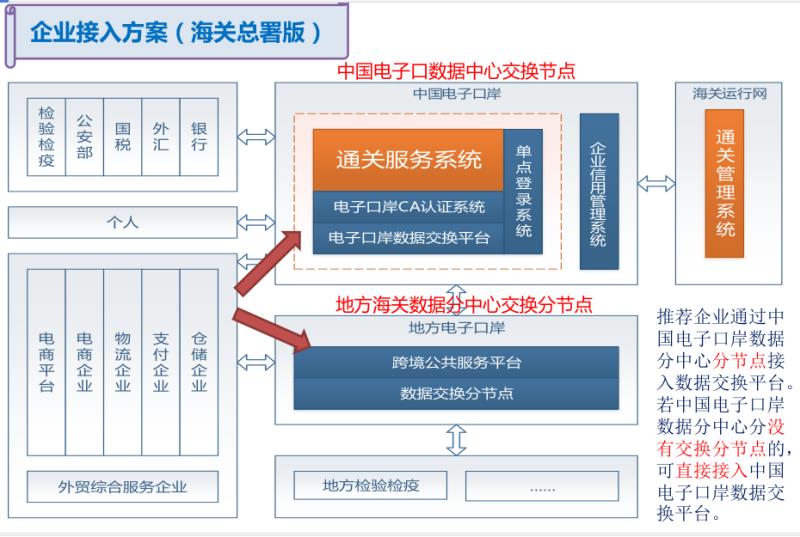 企业接入方案（海关总署版）
中国电子口数据中心交换节点
中国电子口岸
海关运行网
检验检疫
公安部
国税
外汇
银行
通关服务系统
单点登录系统
企业信用管理系统
通关管理系统
电子口岸CA认证系统
电子口岸数据交换平台
个人
地方海关数据分中心交换分节点
地方电子口岸
电商平台
电商企业
物流企业
支付企业
仓储企业
跨境公共服务平台
数据交换分节点
外贸综合服务企业
地方检验检疫
......
推荐企业通过中
国电子口岸数据
分中心分节点接
入数据交换平台。
若中国电子口岸
数据分中心分没
有交换分节点的，
可直接接入中国
电子口岸数据交
换平台。